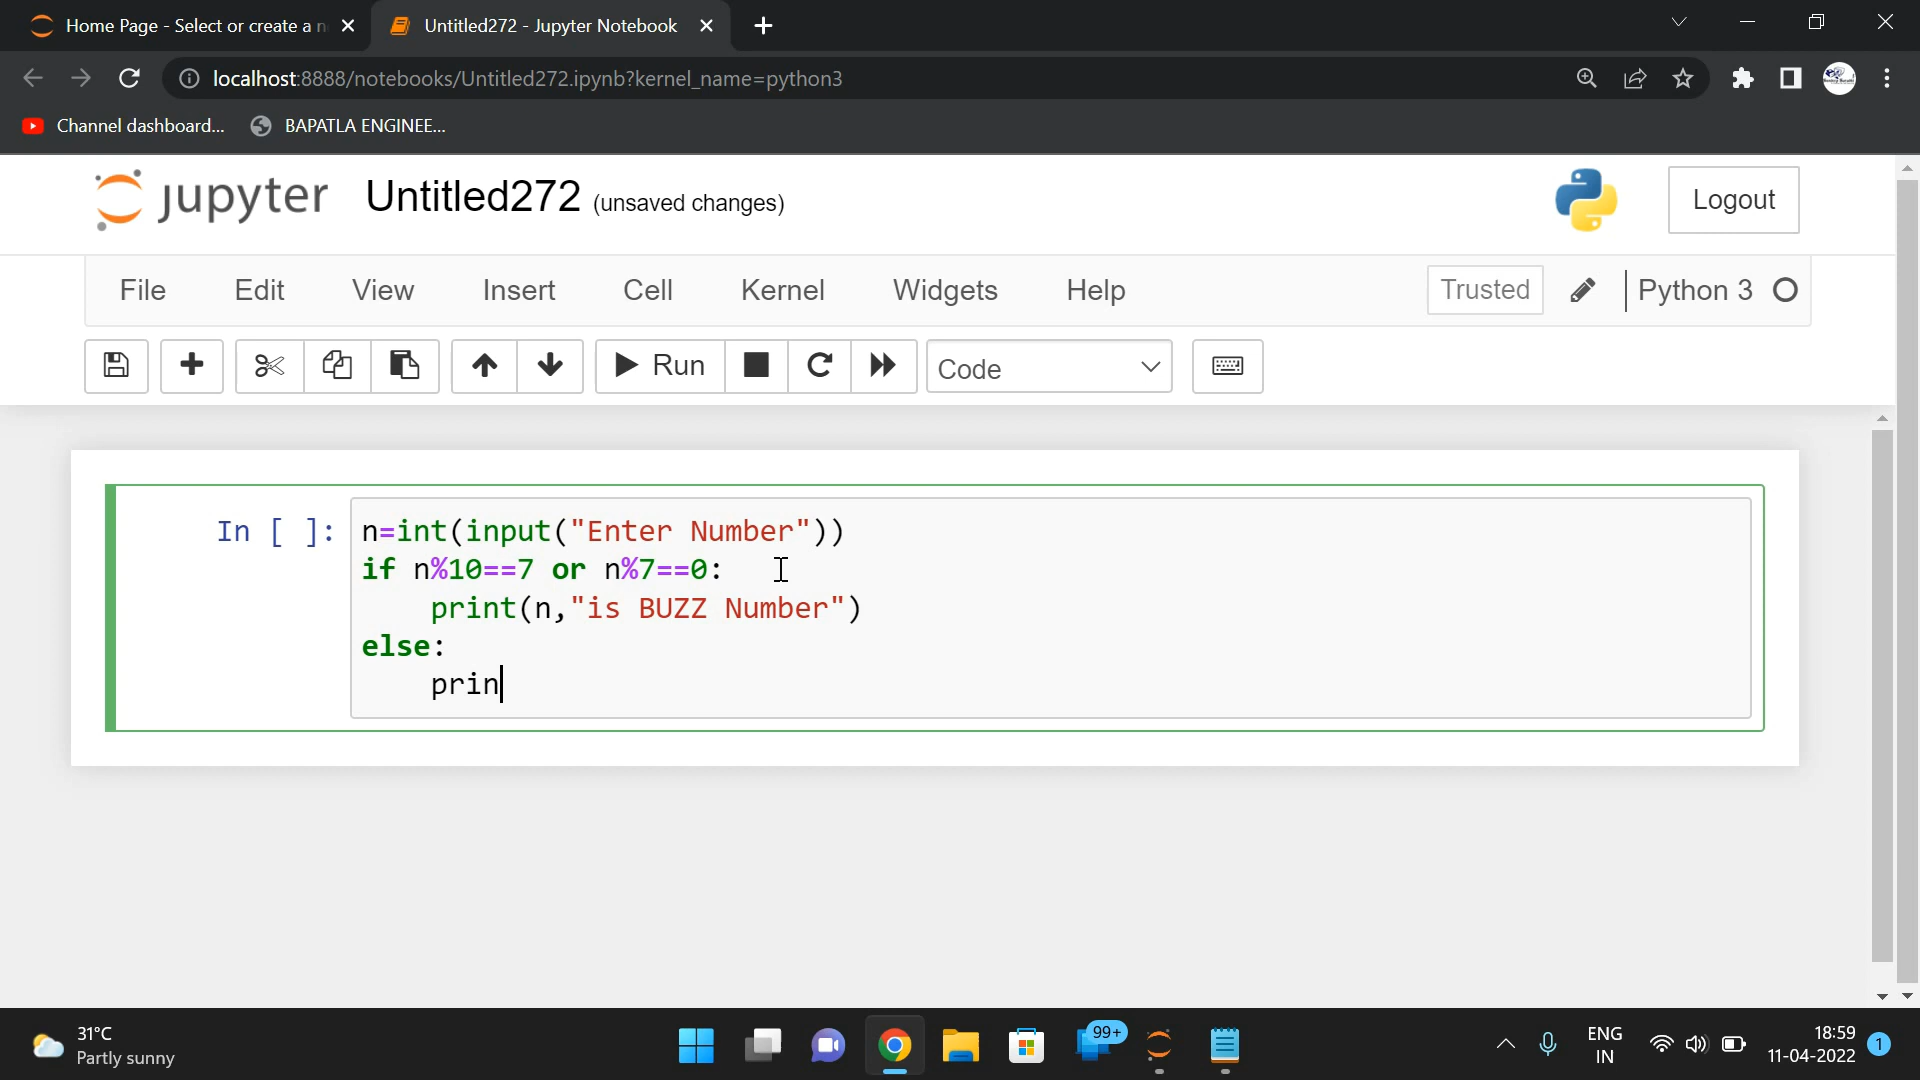 Home Page - Select or create a n
Untitled272 - Jupyter Notebook
localhost:8888/notebooks/Untitled272.ipynb?kernel_name=python3
Channel dashboard...
BAPATLA ENGINEE...
jupyter Untitled272 (unsaved changes)
Logout
File Edit View Insert Cell Kernel Widgets Help
Trusted
Python 3
Run
Code
In [ ]:
n=int(input("Enter Number"))
if n%10==7 or n%7==0:
    print(n,"is BUZZ Number")
else:
    prin
31°C
Partly sunny
99+
ENG
IN
18:59
11-04-2022
1